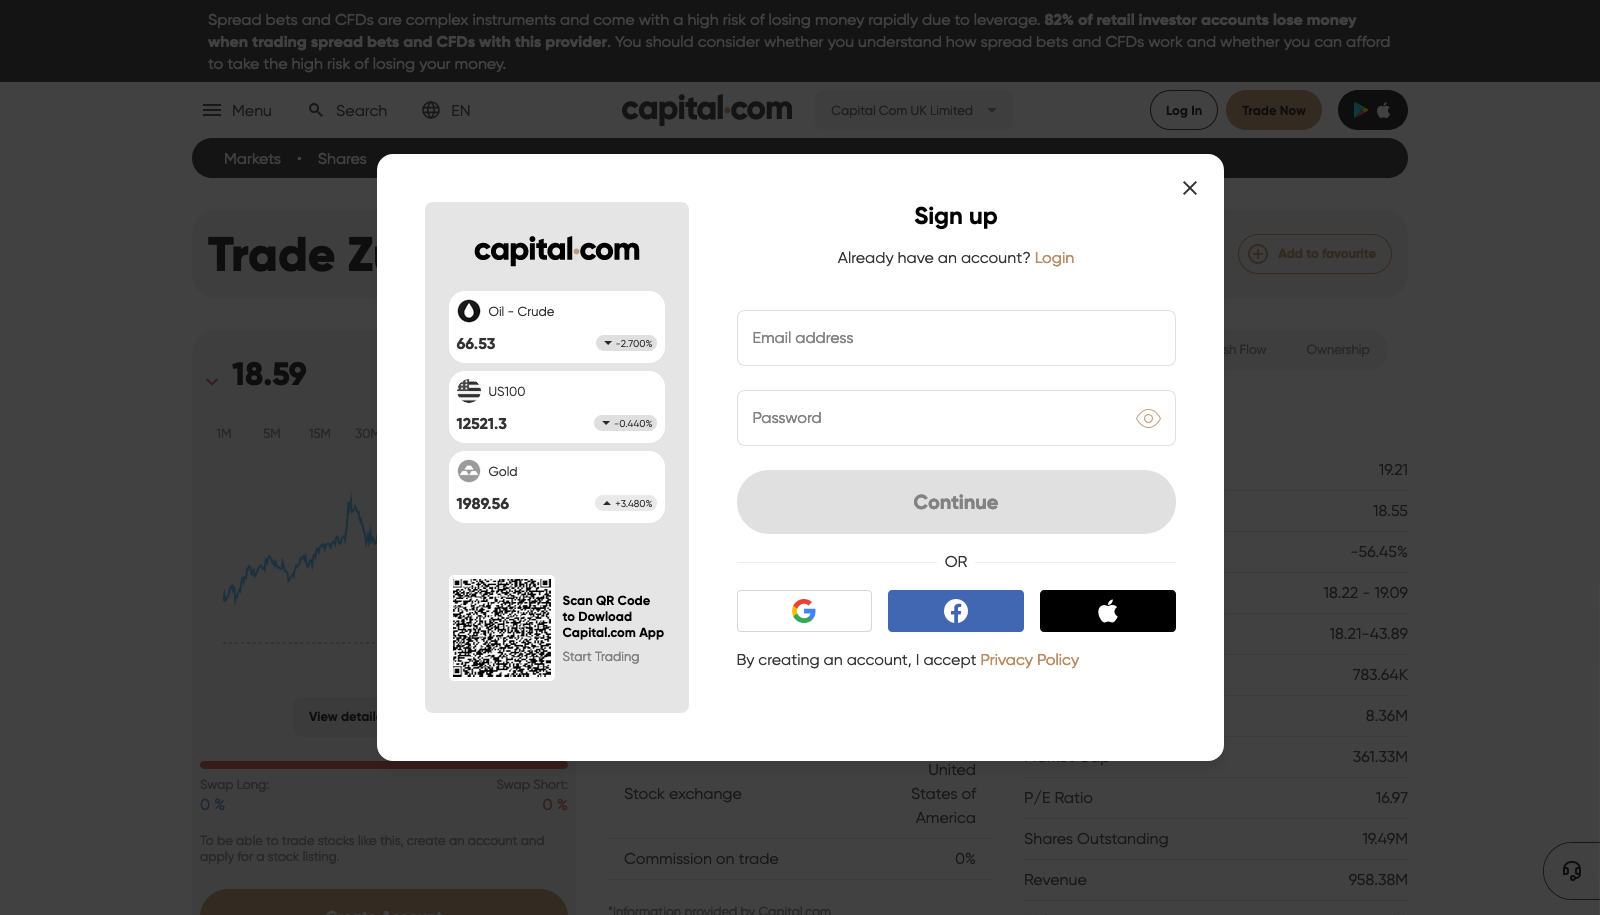 Spread bets and CFDs are complex instruments and come with a high risk of losing money rapidly due to leverage. 82% of retail investor accounts lose money
when trading spread bets and CFDs with this provider. You should consider whether you understand how spread bets and CFDs work and whether you can afford
to take the high risk of losing your money.
Menu
Search
EN
capital.com
Capital Com UK Limited
Log In
Trade Now
Markets • Shares
Trade
Add to favourite
18.59
1M 5M 15M
Flow
Ownership
View
Swap Long:
Swap Short:
0 %
0 %
To be able to trade stocks like this, create an account and
apply for a stock listing.
Sign up
Already have an account? Login
Email address
Password
Continue
OR
By creating an account, I accept Privacy Policy
capital.com
Oil - Crude
66.53
-2.700%
US100
12521.3
-0.440%
Gold
1989.56
+3.480%
Scan QR Code
to Dowload
Capital.com App
Start Trading
Stock exchange
United
States of
America
Commission on trade
0%
*Information provided by Capital.com
19.21
18.55
-56.45%
18.22 - 19.09
18.21-43.89
783.64K
8.36M
361.33M
P/E Ratio
16.97
Shares Outstanding
19.49M
Revenue
958.38M